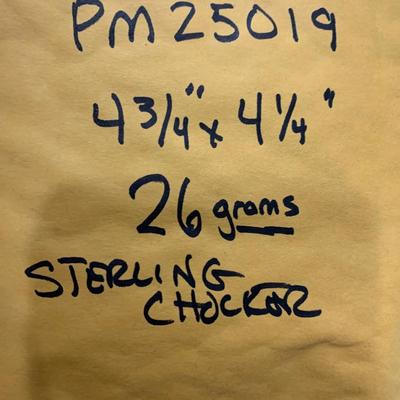 PM25019
4 3/4" x 4 1/4"
26 grams
STERLING
CHOCKER